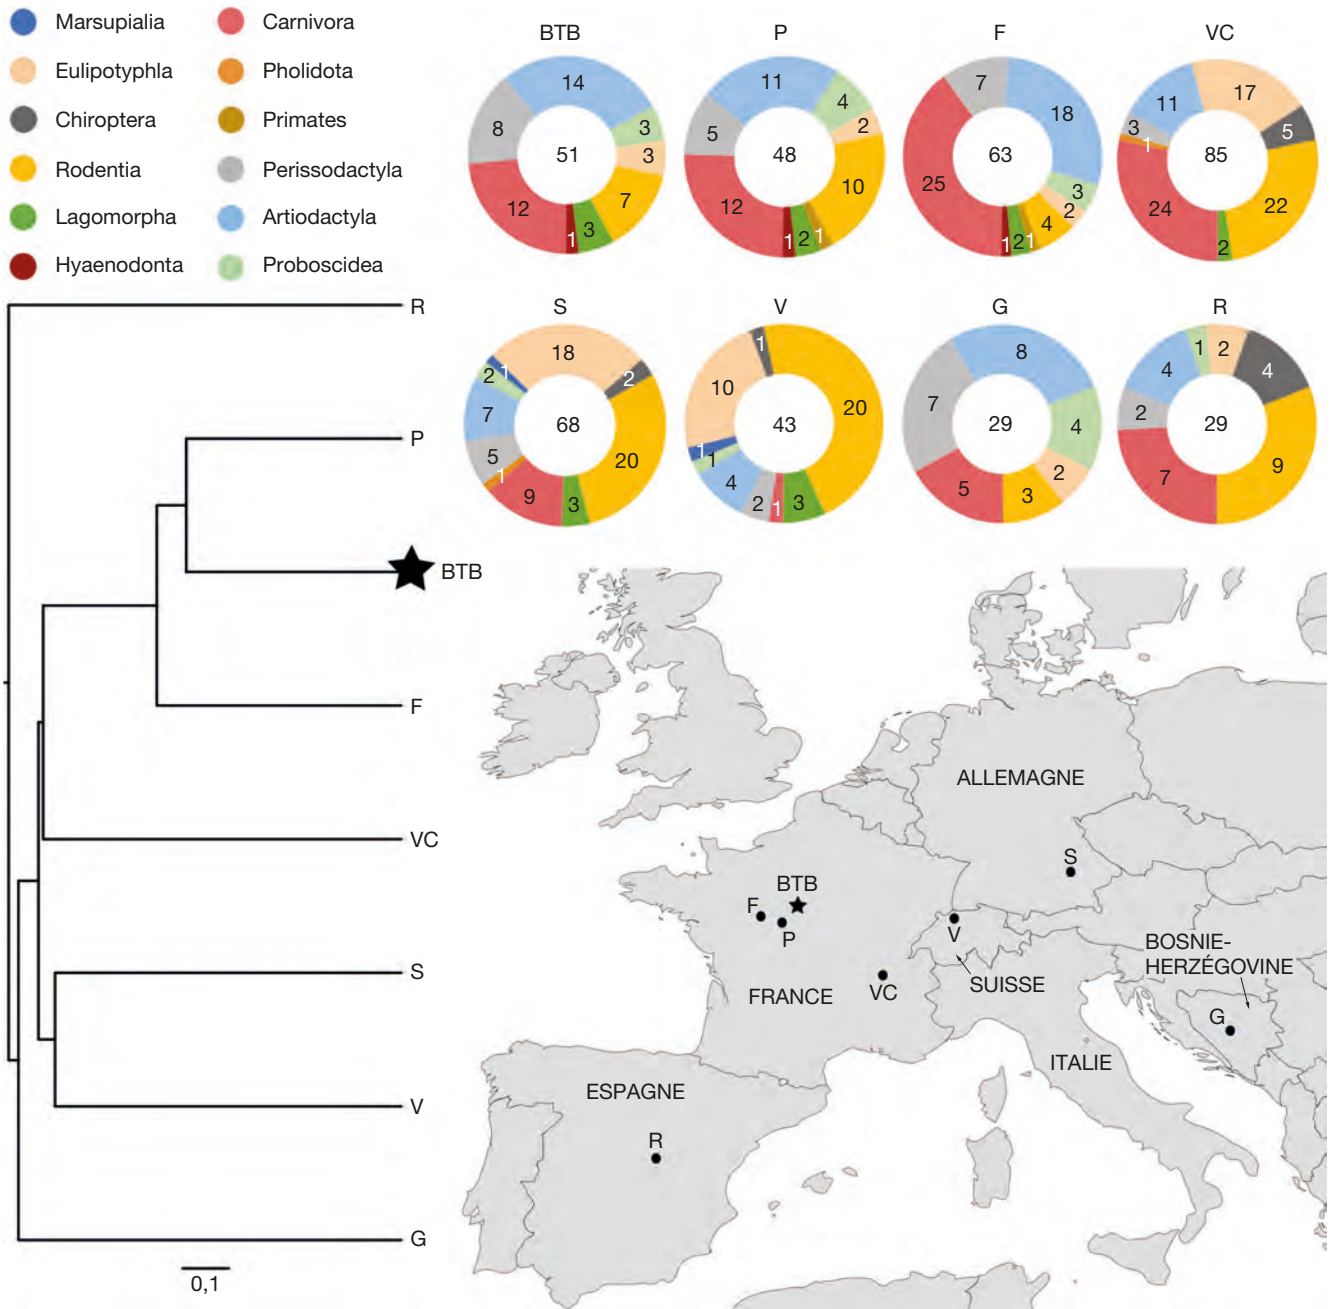 Marsupialia
Carnivora
Eulipotyphla
Pholidota
Chiroptera
Primates
Rodentia
Perissodactyla
Lagomorpha
Artiodactyla
Hyaenodonta
Proboscidea
BTB
14
3
3
7
3
1
12
8
51
P
11
4
2
10
1
2
1
12
5
48
F
7
18
3
2
4
1
2
1
25
63
VC
17
5
22
2
24
1
3
11
85
S
18
2
20
3
9
1
5
7
2
1
68
V
1
20
3
1
2
4
1
1
10
43
G
8
4
2
3
5
7
29
R
1
2
4
9
7
2
4
29
R
P
BTB
F
VC
S
V
G
0,1
ALLEMAGNE
S
BTB
F
P
V
BOSNIE-
HERZÉGOVINE
SUISSE
FRANCE
VC
G
ITALIE
ESPAGNE
R